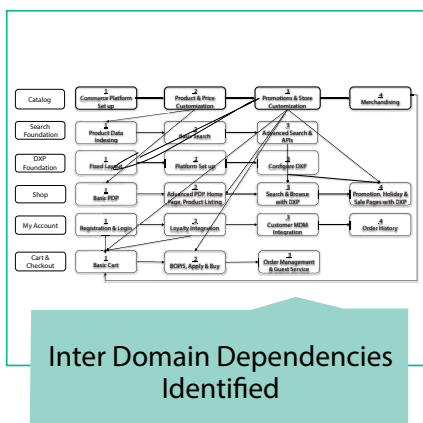 Catalog
1
Commerce Platform
Set up
2
Product & Price
Customization
3
Promotions & Store
Customization
4
Merchandising
Search
Foundation
1
Product Data
Indexing
2
Basic Search
3
Advanced Search &
APIs
DXP
Foundation
1
Fixed Layout
2
Platform Set up
3
Configure DXP
Shop
1
Basic PDP
2
Advanced PDP, Home
Page, Product Listing
3
Search & Browse
with DXP
4
Promotion, Holiday &
Sale Pages with DXP
My Account
1
Registration & Login
2
Loyalty Integration
3
Customer MDM
Integration
4
Order History
Cart &
Checkout
1
Basic Cart
2
BOPIS, Apply & Buy
3
Order Management
& Guest Service
Inter Domain Dependencies
Identified